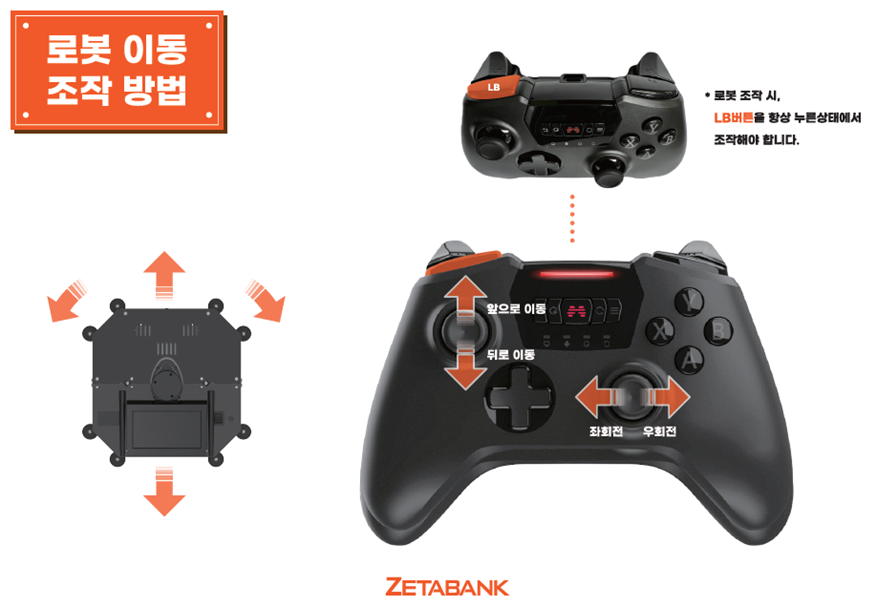 로봇 이동
조작 방법
LB
* 로봇 조작 시,
LB버튼을 항상 누른상태에서
조작해야 합니다.
Y
X B
A
앞으로 이동
뒤로 이동
Y
X B
A
좌회전 우회전
ZETABANK